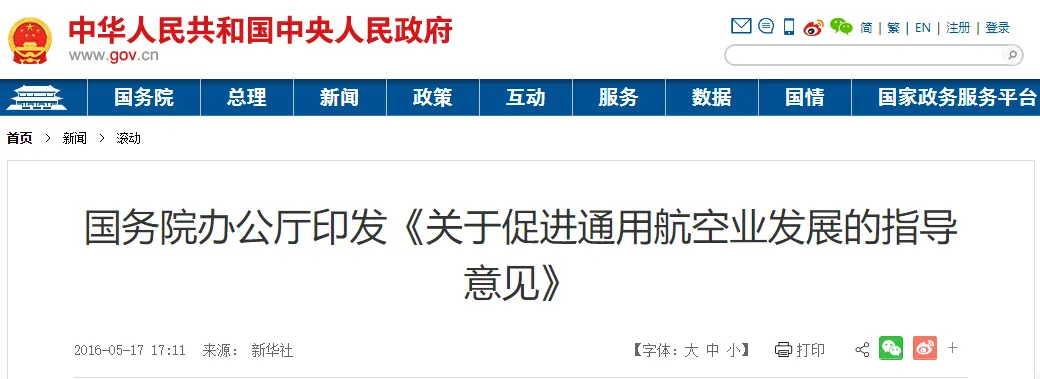 中华人民共和国中央人民政府
www.gov.cn
简 | 繁 | EN | 注册 | 登录
国务院 总理 新闻 政策 互动 服务 数据 国情 国家政务服务平台
首页 > 新闻 > 滚动
国务院办公厅印发《关于促进通用航空业发展的指导
意见》
2016-05-17 17:11 来源： 新华社 【字体：大 中 小】 打印